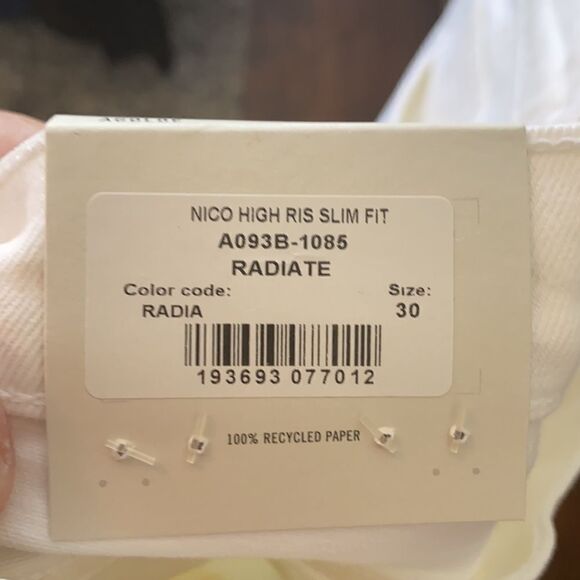 NICO HIGH RIS SLIM FIT
A093B-1085
RADIATE
Color code: Size:
RADIA 30
193693 077012
100% RECYCLED PAPER